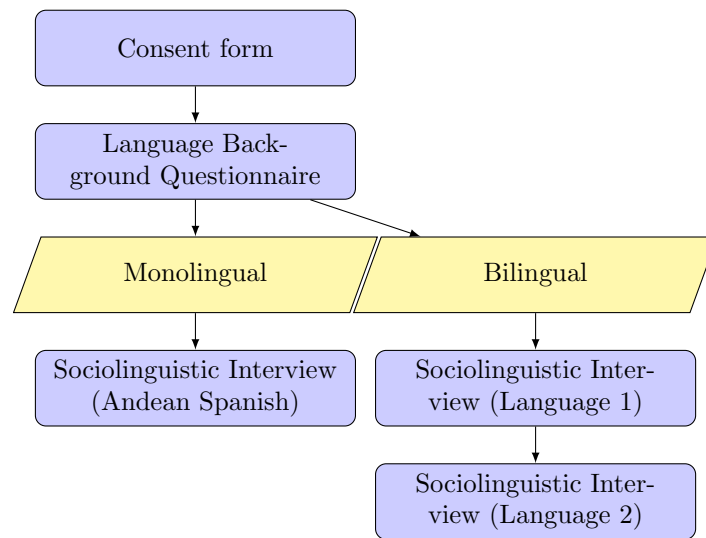 Consent form
Language Back-
ground Questionnaire
Monolingual
Bilingual
Sociolinguistic Interview
(Andean Spanish)
Sociolinguistic Inter-
view (Language 1)
Sociolinguistic Inter-
view (Language 2)